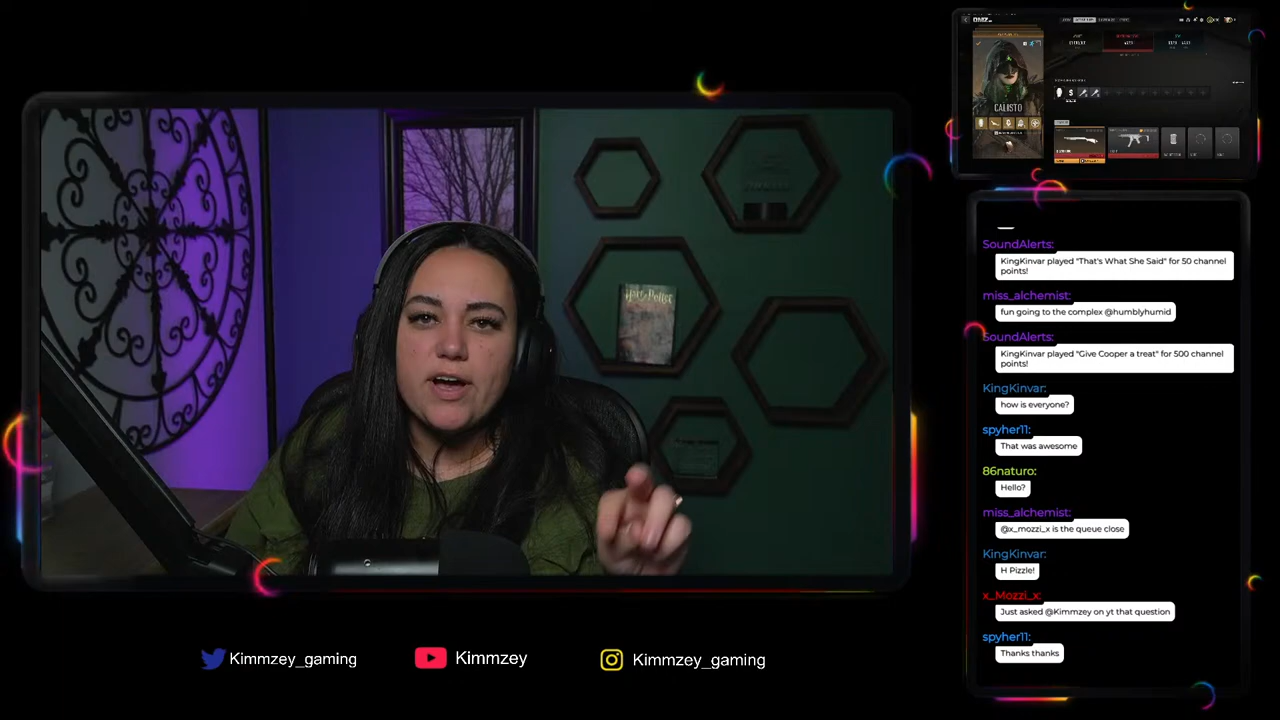 CALISTO
Harry Potter
SoundAlerts:
KingKinvar played "That's What She Said" for 50 channel
points!
miss_alchemist:
fun going to the complex @humblyhumid
SoundAlerts:
KingKinvar played "Give Cooper a treat" for 500 channel
points!
KingKinvar:
how is everyone?
spyher11:
That was awesome
86naturo:
Hello?
miss_alchemist:
@x_mozzi_x is the queue close
KingKinvar:
H Pizzle!
x_Mozzi_x:
Just asked @Kimmzey on yt that question
spyher11:
Thanks thanks
Kimmzey_gaming
Kimmzey
Kimmzey_gaming